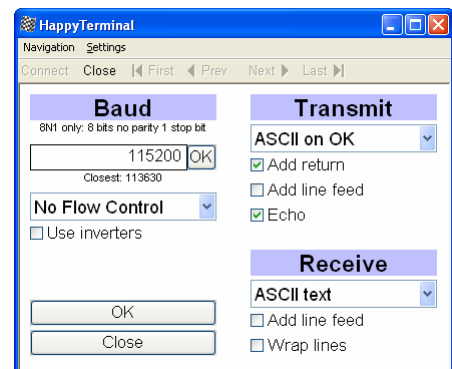 HappyTerminal
Navigation Settings
Connect Close First Prev Next Last
Baud
8N1 only: 8 bits no parity 1 stop bit
115200 OK
Closest: 113630
No Flow Control
Use inverters
OK
Close
Transmit
ASCII on OK
Add return
Add line feed
Echo
Receive
ASCII text
Add line feed
Wrap lines